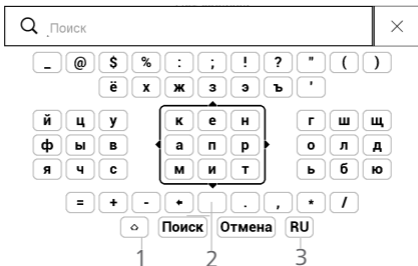 Поиск
_ @ $ % : ; ! ? " ( )
ё х ж з э ъ '
й ц у к е н г ш щ
ф ы в а п р о л д
я ч с м и т ь б ю
= + - . , * /
Поиск Отмена RU
1 2 3